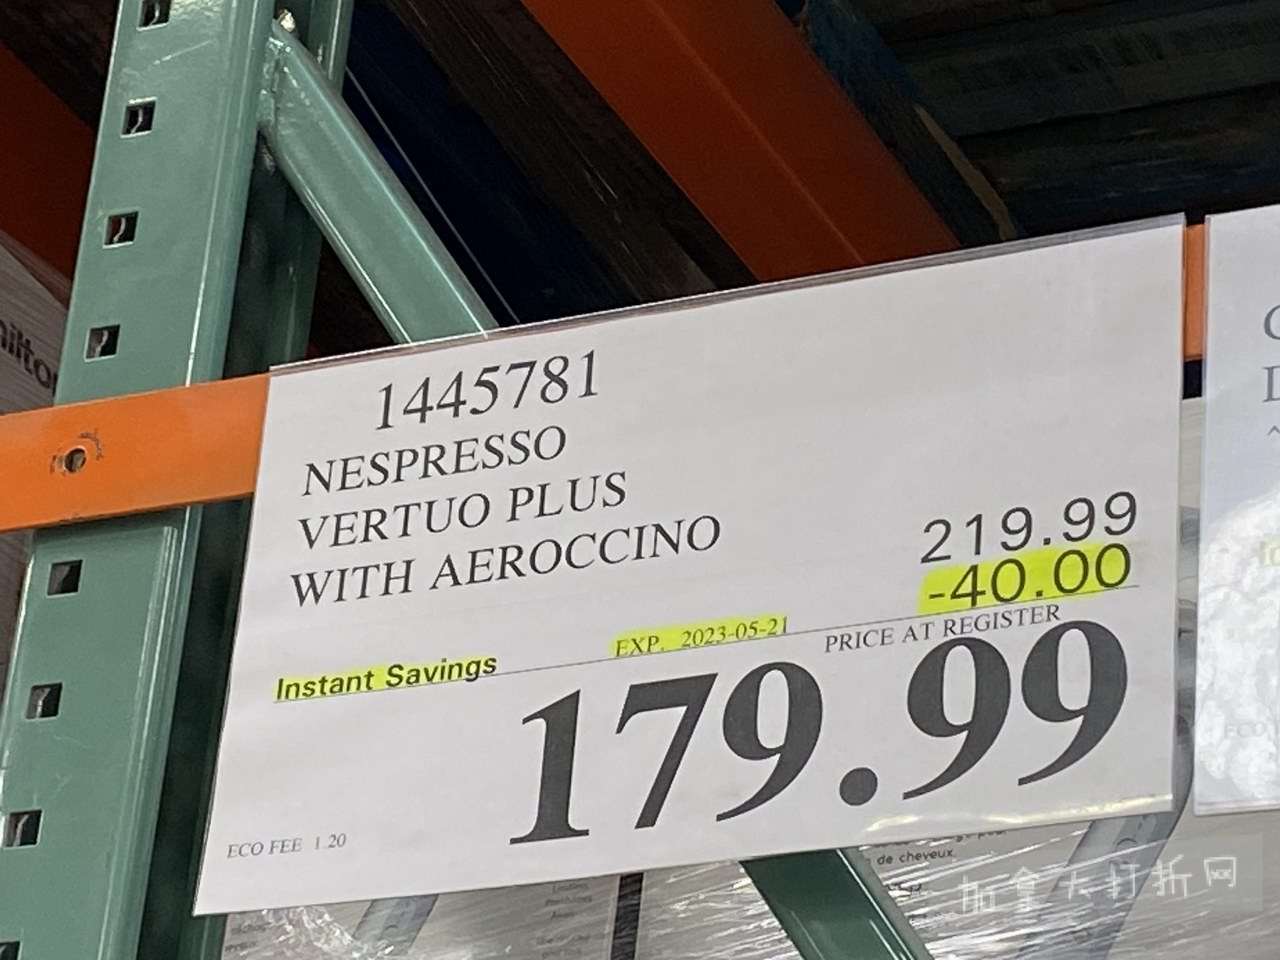 1445781
NESPRESSO
VERTUO PLUS
WITH AEROCCINO
219.99
-40.00
EXP. 2023-05-21
PRICE AT REGISTER
Instant Savings
179.99
ECO FEE 1.20
de cheveux.
加拿大打折网